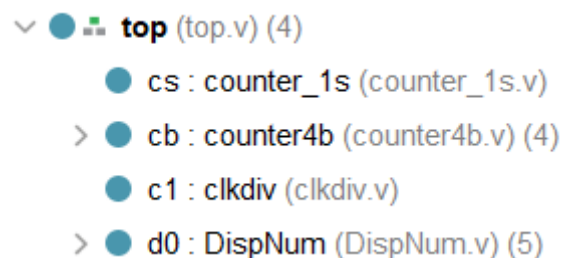 top (top.v) (4)
cs : counter_1s (counter_1s.v)
cb : counter4b (counter4b.v) (4)
c1 : clkdiv (clkdiv.v)
d0 : DispNum (DispNum.v) (5)